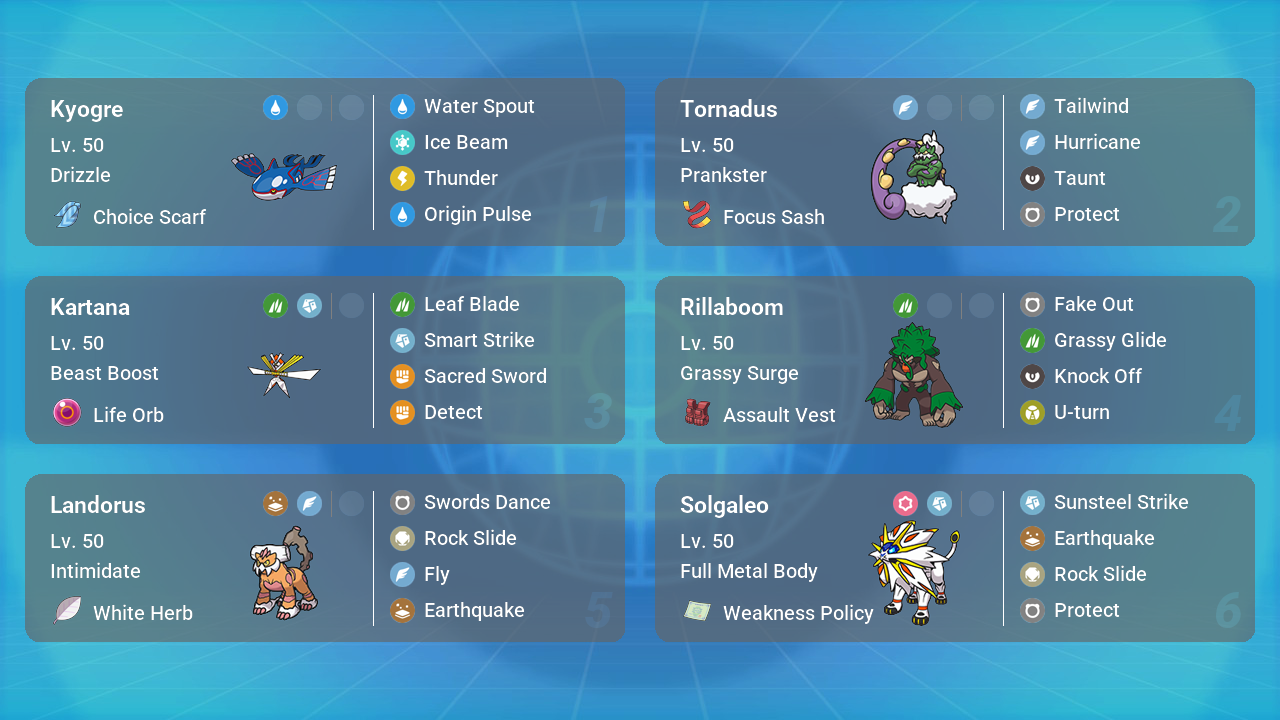 Kyogre
Lv. 50
Drizzle
Choice Scarf
Water Spout
Ice Beam
Thunder
Origin Pulse
1
Tornadus
Lv. 50
Prankster
Focus Sash
Tailwind
Hurricane
Taunt
Protect
2
Kartana
Lv. 50
Beast Boost
Life Orb
Leaf Blade
Smart Strike
Sacred Sword
Detect
3
Rillaboom
Lv. 50
Grassy Surge
Assault Vest
Fake Out
Grassy Glide
Knock Off
U-turn
4
Landorus
Lv. 50
Intimidate
White Herb
Swords Dance
Rock Slide
Fly
Earthquake
5
Solgaleo
Lv. 50
Full Metal Body
Weakness Policy
Sunsteel Strike
Earthquake
Rock Slide
Protect
6